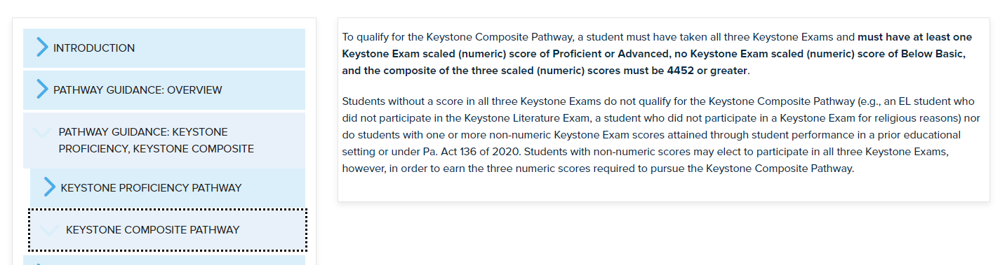 INTRODUCTION
PATHWAY GUIDANCE: OVERVIEW
PATHWAY GUIDANCE: KEYSTONE
PROFICIENCY, KEYSTONE COMPOSITE
KEYSTONE PROFICIENCY PATHWAY
KEYSTONE COMPOSITE PATHWAY
To qualify for the Keystone Composite Pathway, a student must have taken all three Keystone Exams and must have at least one
Keystone Exam scaled (numeric) score of Proficient or Advanced, no Keystone Exam scaled (numeric) score of Below Basic,
and the composite of the three scaled (numeric) scores must be 4452 or greater.
Students without a score in all three Keystone Exams do not qualify for the Keystone Composite Pathway (e.g., an EL student who
did not participate in the Keystone Literature Exam, a student who did not participate in a Keystone Exam for religious reasons) nor
do students with one or more non-numeric Keystone Exam scores attained through student performance in a prior educational
setting or under Pa. Act 136 of 2020. Students with non-numeric scores may elect to participate in all three Keystone Exams,
however, in order to earn the three numeric scores required to pursue the Keystone Composite Pathway.